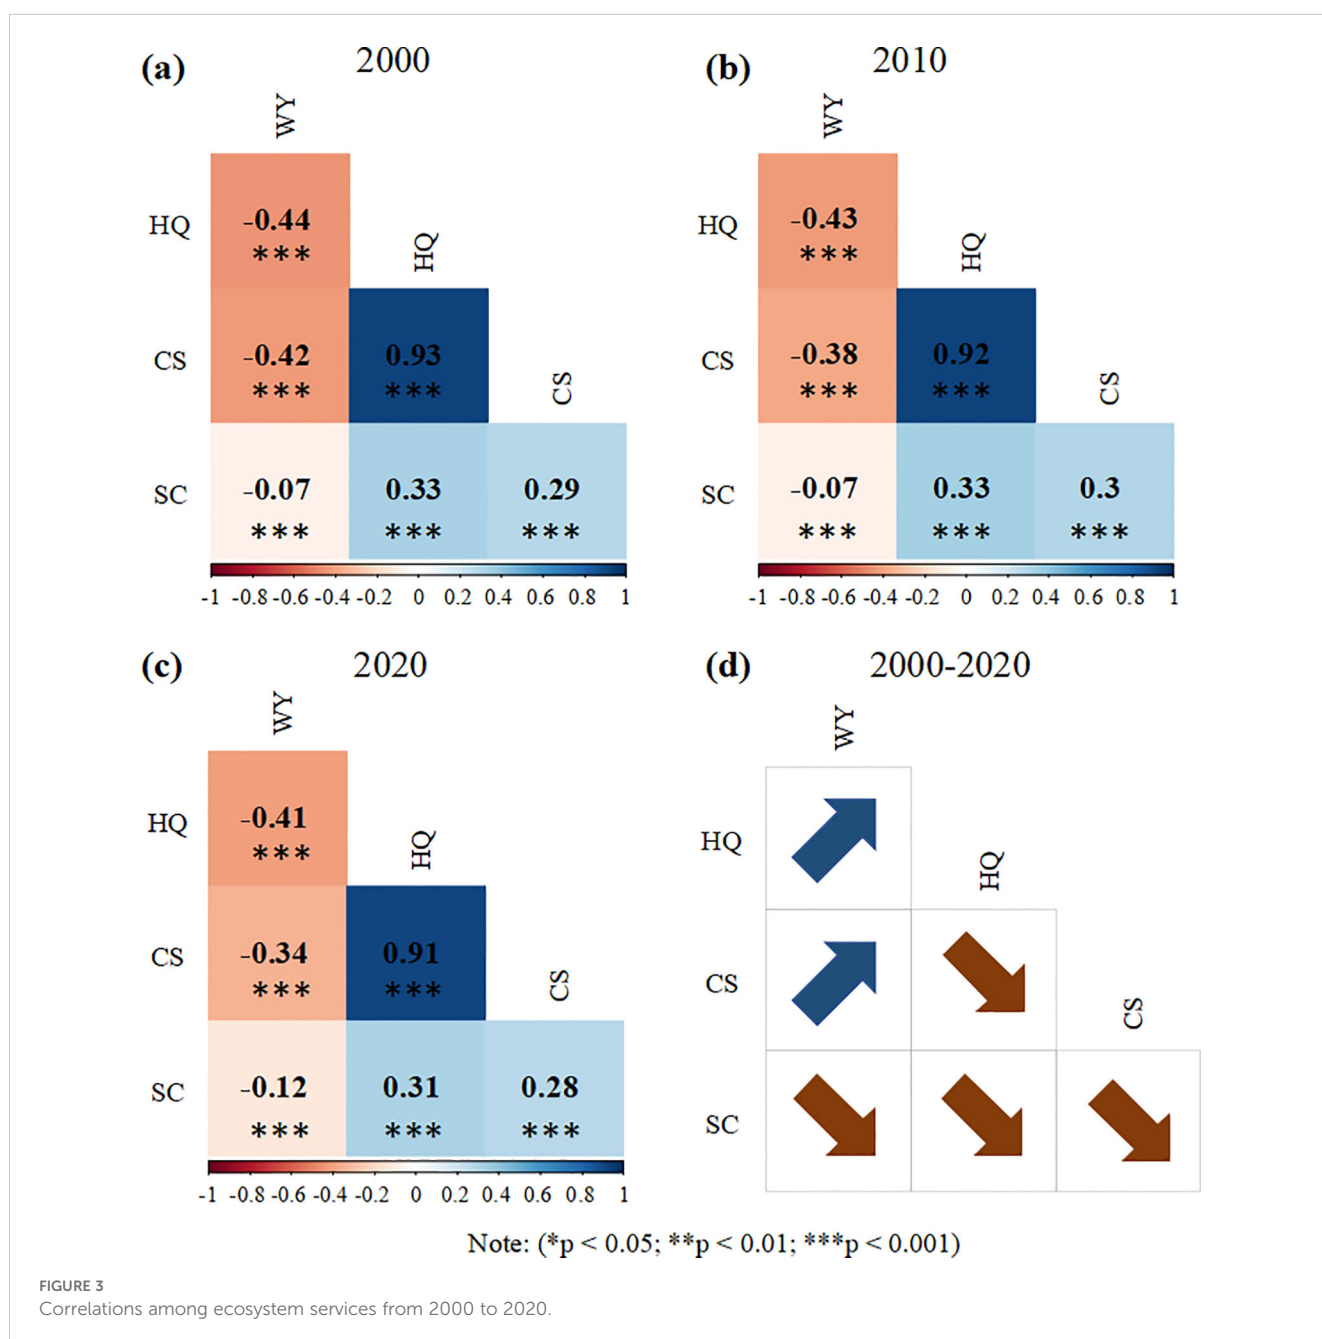 (a) 2000
WY
HQ -0.44
***
HQ
CS -0.42 0.93
*** ***
CS
SC -0.07 0.33 0.29
*** *** ***
-1 -0.8 -0.6 -0.4 -0.2 0 0.2 0.4 0.6 0.8 1
(b) 2010
WY
HQ -0.43
***
HQ
CS -0.38 0.92
*** ***
CS
SC -0.07 0.33 0.3
*** *** ***
-1 -0.8 -0.6 -0.4 -0.2 0 0.2 0.4 0.6 0.8 1
(c) 2020
WY
HQ -0.41
***
HQ
CS -0.34 0.91
*** ***
CS
SC -0.12 0.31 0.28
*** *** ***
-1 -0.8 -0.6 -0.4 -0.2 0 0.2 0.4 0.6 0.8 1
(d) 2000-2020
WY
HQ
HQ
CS
CS
SC
Note: (*p < 0.05; **p < 0.01; ***p < 0.001)
FIGURE 3
Correlations among ecosystem services from 2000 to 2020.